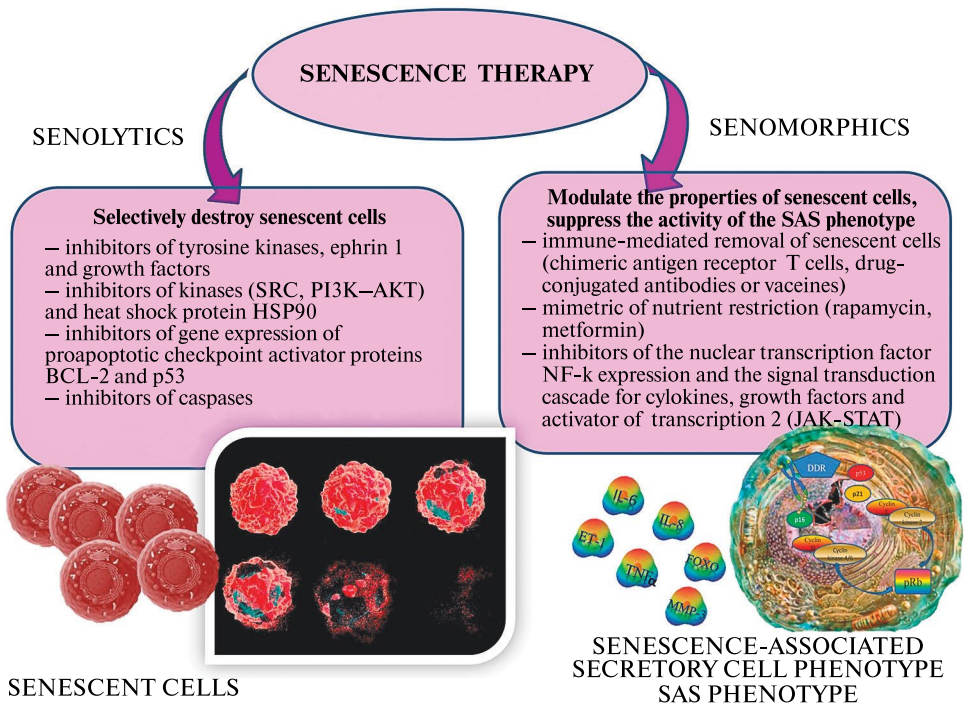 SENESCENCE THERAPY
SENOLYTICS
SENOMORPHICS
Selectively destroy senescent cells
– inhibitors of tyrosine kinases, ephrin 1
and growth factors
– inhibitors of kinases (SRC, PI3K–AKT)
and heat shock protein HSP90
– inhibitors of gene expression of
proapoptotic checkpoint activator proteins
BCL-2 and p53
– inhibitors of caspases
Modulate the properties of senescent cells,
suppress the activity of the SAS phenotype
– immune-mediated removal of senescent cells
(chimeric antigen receptor T cells, drug-
conjugated antibodies or vaceines)
– mimetric of nutrient restriction (rapamycin,
metformin)
– inhibitors of the nuclear transcription factor
NF-k expression and the signal transduction
cascade for cylokines, growth factors and
activator of transcription 2 (JAK-STAT)
IL-6
IL-8
ET-1
TNFα
FOXO
MMP-3
DDR
p53
p21
p16
Cyclin
Cyclin
Cyclin
pRb
SENESCENT CELLS
SENESCENCE-ASSOCIATED
SECRETORY CELL PHENOTYPE
SAS PHENOTYPE